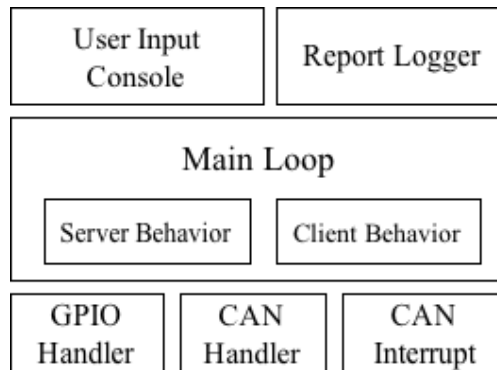 User Input
Console
Report Logger
Main Loop
Server Behavior
Client Behavior
GPIO
Handler
CAN
Handler
CAN
Interrupt